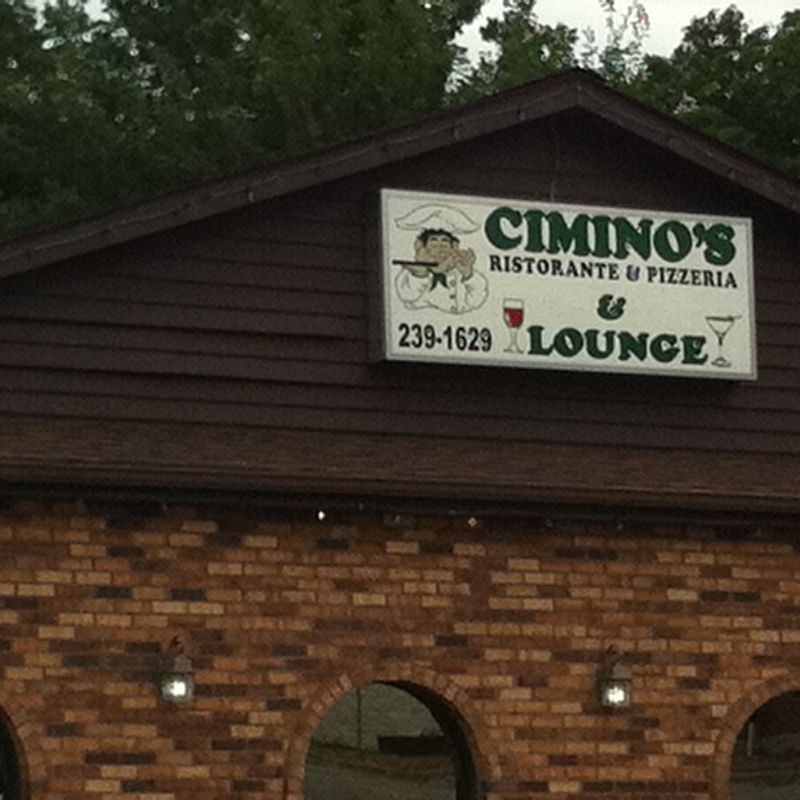 CIMINO'S
RISTORANTE & PIZZERIA
&
LOUNGE
239-1629